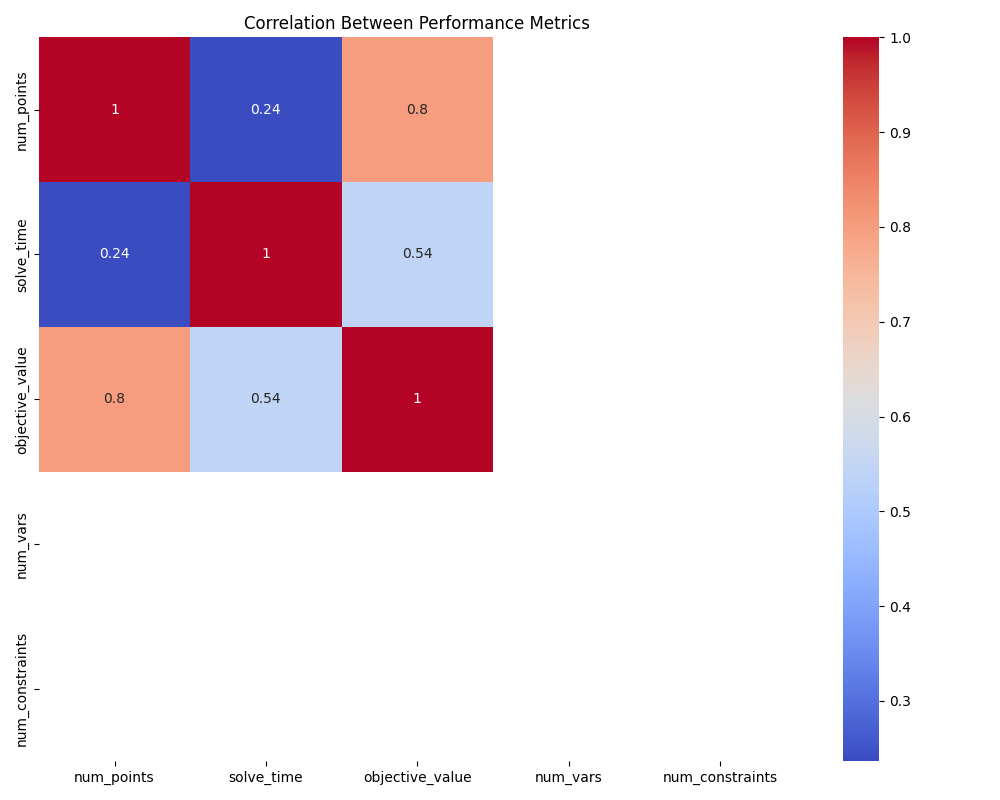 Correlation Between Performance Metrics
num_points
1
0.24
0.8
solve_time
0.24
1
0.54
objective_value
0.8
0.54
1
num_vars
num_constraints
num_points
solve_time
objective_value
num_vars
num_constraints
1.0
0.9
0.8
0.7
0.6
0.5
0.4
0.3